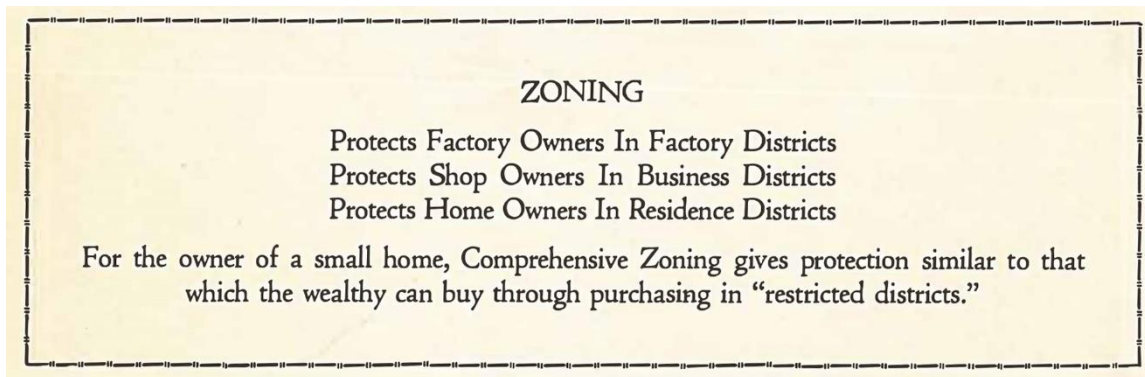 ZONING
Protects Factory Owners In Factory Districts
Protects Shop Owners In Business Districts
Protects Home Owners In Residence Districts
For the owner of a small home, Comprehensive Zoning gives protection similar to that
which the wealthy can buy through purchasing in “restricted districts.”